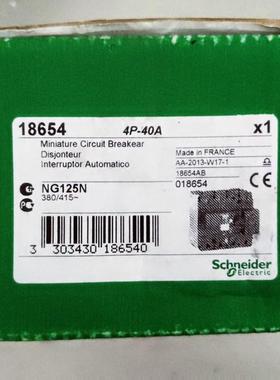 18654 4P-40A x1
Miniature Circuit Breakear
Disjonteur
Interruptor Automatico
Made in FRANCE
AA-2013-W17-1
18654AB
018654
NG125N
380/415~
3 303430 186540
Schneider
Electric